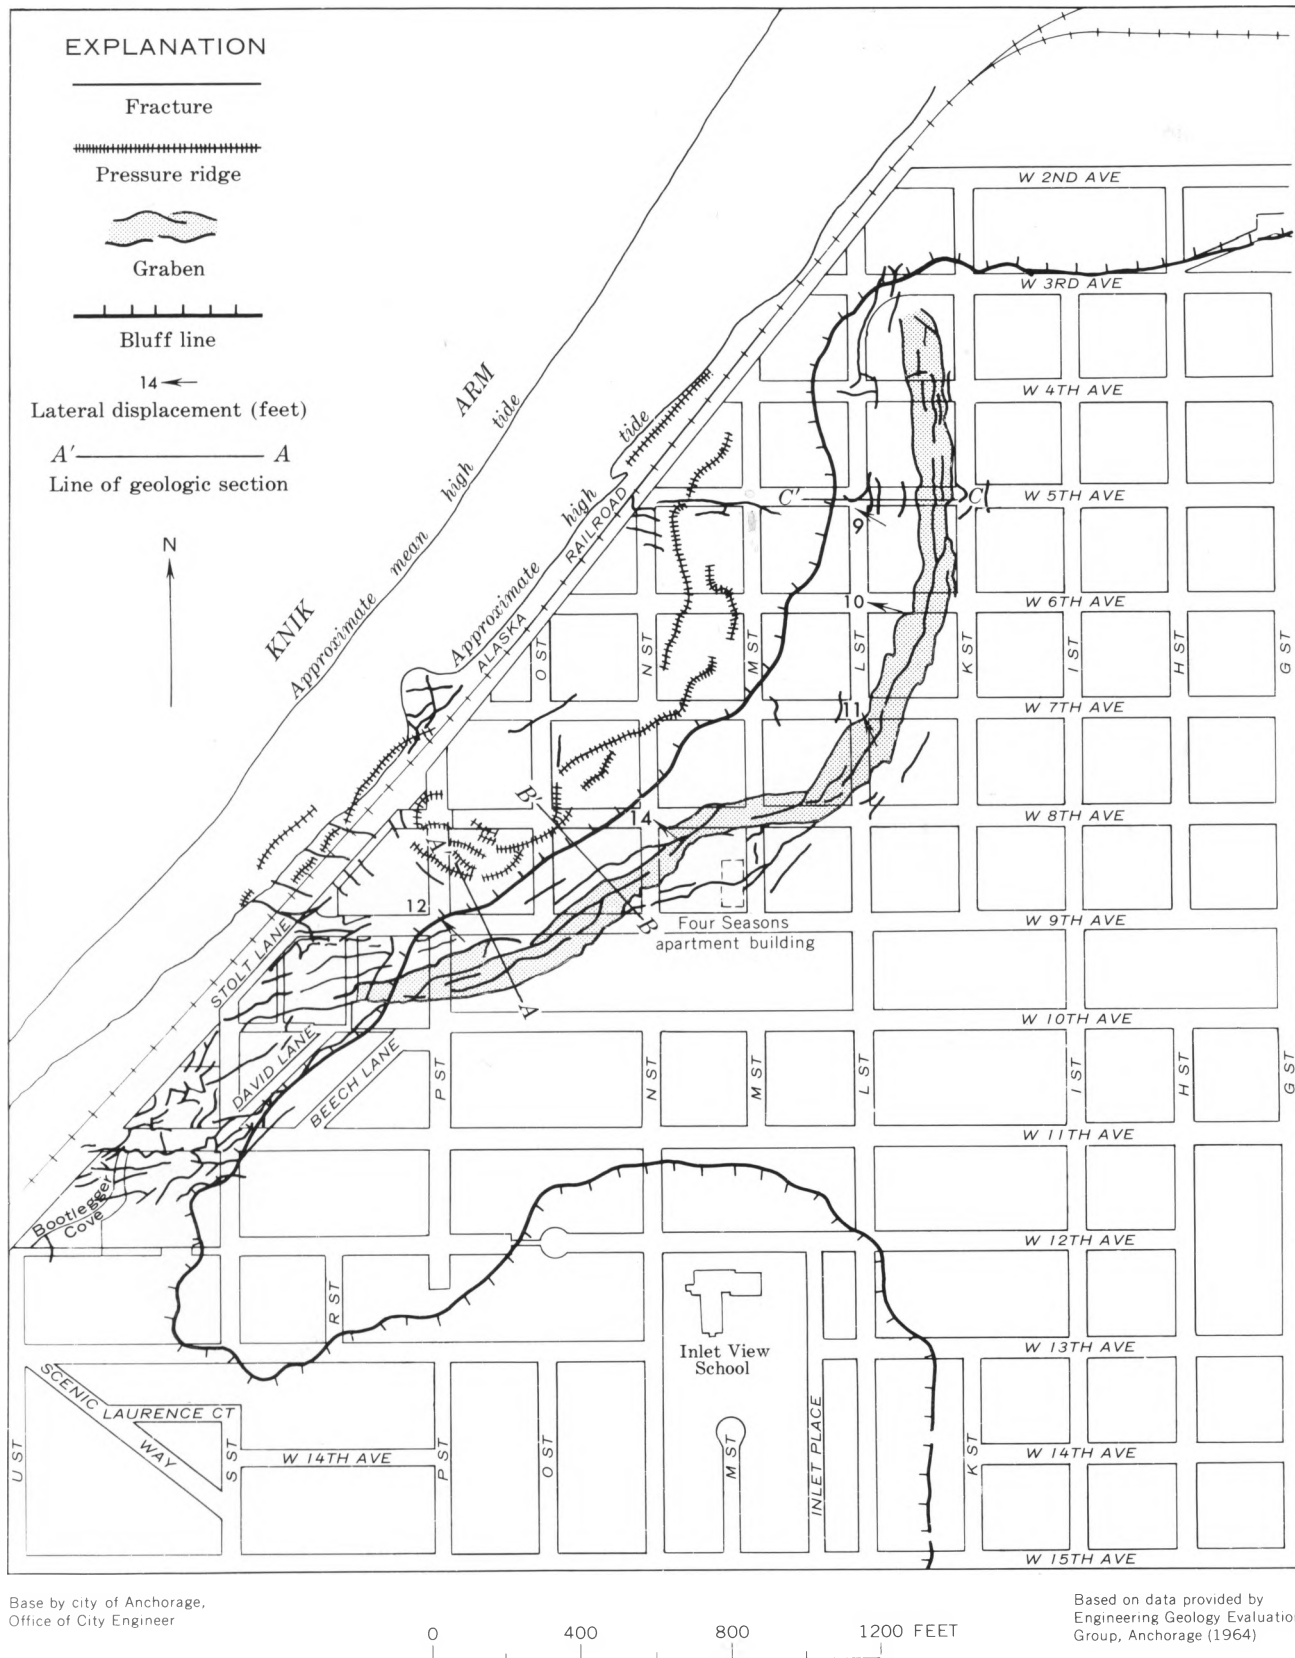 EXPLANATION
Fracture
Pressure ridge
Graben
Bluff line
14
Lateral displacement (feet)
A' A
Line of geologic section
N
KNIK ARM
Approximate mean high tide
Approximate high tide
ALASKA RAILROAD
W 2ND AVE
W 3RD AVE
W 4TH AVE
C' C
W 5TH AVE
9
10
W 6TH AVE
O ST
N ST
M ST
L ST
K ST
I ST
H ST
G ST
11
W 7TH AVE
B'
14
W 8TH AVE
A'
12
B
Four Seasons
apartment building
W 9TH AVE
STOLT LANE
A
W 10TH AVE
DAVID LANE
BEECH LANE
P ST
N ST
M ST
L ST
I ST
H ST
G ST
W 11TH AVE
Bootlegger
Cove
W 12TH AVE
R ST
Inlet View
School
W 13TH AVE
SCENIC WAY
LAURENCE CT
U ST
S ST
W 14TH AVE
P ST
O ST
M ST
INLET PLACE
K ST
W 14TH AVE
W 15TH AVE
Base by city of Anchorage,
Office of City Engineer
0 400 800 1200 FEET
Based on data provided by
Engineering Geology Evaluatio
Group, Anchorage (1964)